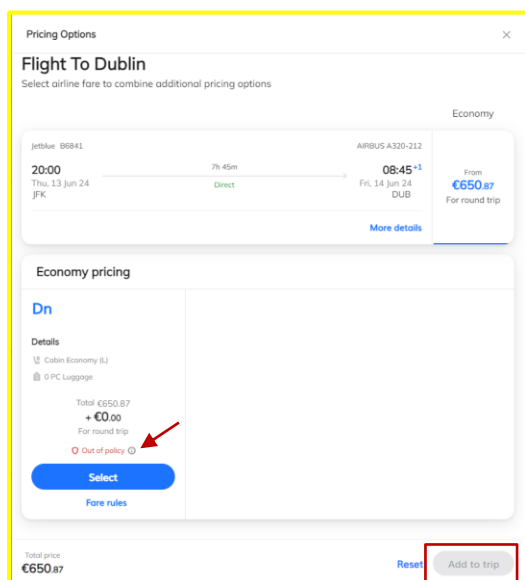 Pricing Options
Flight To Dublin
Select airline fare to combine additional pricing options
Economy
Jetblue B6841
AIRBUS A320-212
20:00
7h 45m
08:45 +1
Thu, 13 Jun 24
Direct
Fri, 14 Jun 24
JFK
DUB
More details
From
€650.87
For round trip
Economy pricing
Dn
Details
Cabin Economy (L)
0 PC Luggage
Total €650.87
+ €0.00
For round trip
Out of policy
Select
Fare rules
Total price
€650.87
Reset
Add to trip